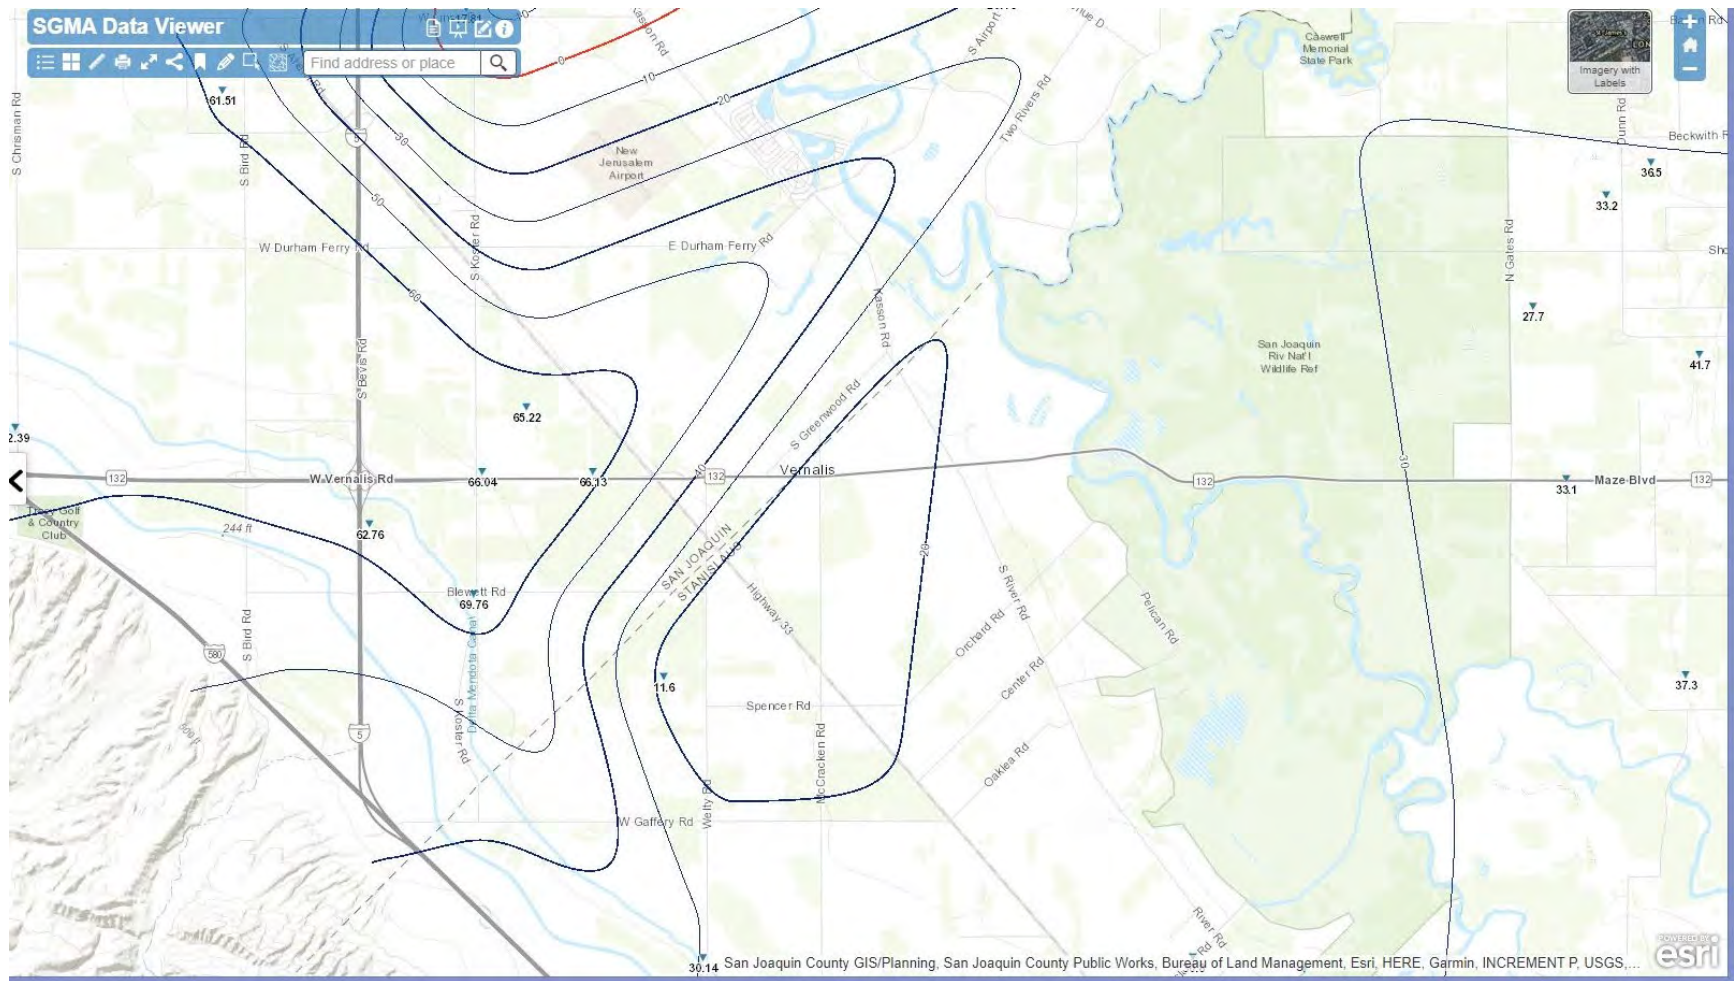 SGMA Data Viewer
Find address or place
Imagery with
Labels
Caswell
Memorial
State Park
S Airport
Kasson Rd
0
10
20
30
50
60
61.51
S Chrisman Rd
S Bird Rd
Two Rivers Rd
Dunn Rd
Beckwith R
36.5
33.2
New
Jerusalem
Airport
W Durham Ferry Rd
S Koster Rd
E Durham Ferry Rd
N Gates Rd
Sho
Kasson Rd
27.7
San Joaquin
Riv Nat'l
Wildlife Ref
41.7
S Bevis Rd
65.22
S Greenwood Rd
2.39
132
W Vernalis Rd
66.04
66.13
40
132
Vernalis
30
132
33.1
Maze Blvd
132
Tracy Golf
& Country
Club
244 ft
62.76
SAN JOAQUIN
STANISLAUS
20
Blewett Rd
69.76
Highway 33
S River Rd
Pelican Rd
Orchard Rd
Center Rd
S Bird Rd
580
Delta Mendota Canal
11.6
37.3
Spencer Rd
S Koster Rd
5
5
McCracken Rd
Oaklea Rd
Welty Rd
W Gaffery Rd
River Rd
30.14
San Joaquin County GIS/Planning, San Joaquin County Public Works, Bureau of Land Management, Esri, HERE, Garmin, INCREMENT P, USGS,...
POWERED BY
esri